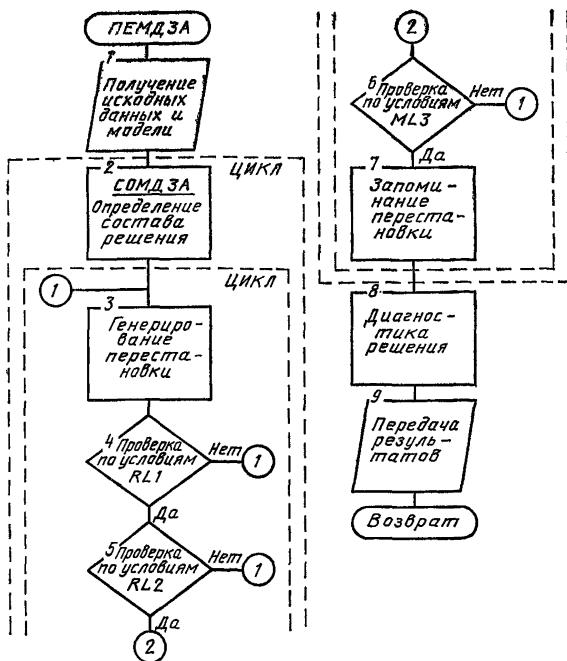 ПЕМДЗА
1
Получение
исходных
данных и
модели
ЦИКЛ
2
СОМДЗА
Определение
состава
решения
ЦИКЛ
1
3
Генериро-
вание
переста-
новки
4 Проверка
по условиям
RL1
Нет
1
Да
5 Проверка
по условиям
RL2
Нет
1
Да
2
2
6 Проверка
по условиям
ML3
Нет
1
Да
7
Запоми-
нание
переста-
новки
8
Диагнос-
тика
решения
9
Передача
резуль-
татов
Возврат